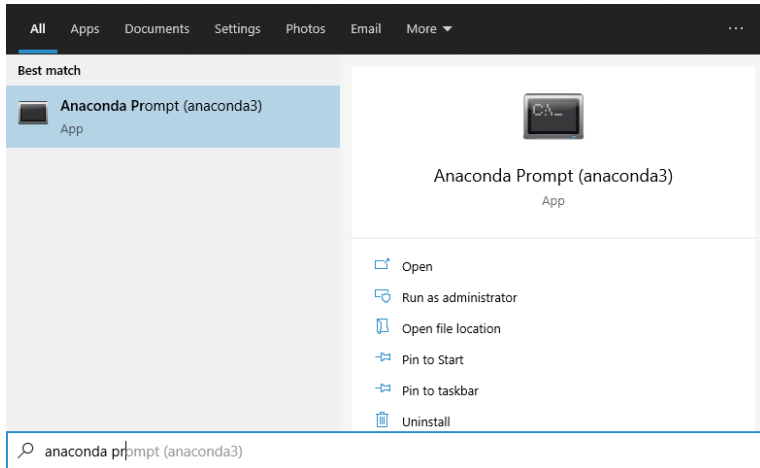 All Apps Documents Settings Photos Email More ...
Best match
Anaconda Prompt (anaconda3)
App
C:\_
Anaconda Prompt (anaconda3)
App
Open
Run as administrator
Open file location
Pin to Start
Pin to taskbar
Uninstall
anaconda prompt (anaconda3)